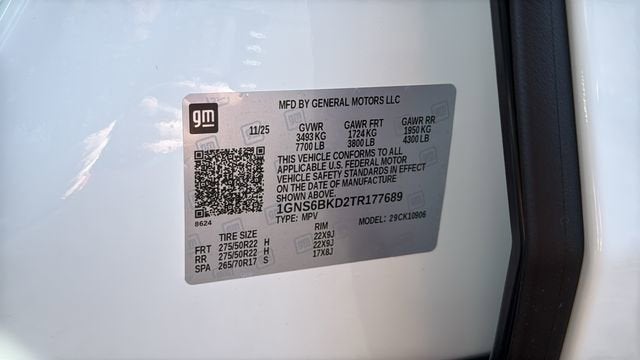 MFD BY GENERAL MOTORS LLC
gm
11/25 GVWR GAWR FRT GAWR RR
3493 KG 1724 KG 1950 KG
7700 LB 3800 LB 4300 LB
THIS VEHICLE CONFORMS TO ALL
APPLICABLE U.S. FEDERAL MOTOR
VEHICLE SAFETY STANDARDS IN EFFECT
ON THE DATE OF MANUFACTURE
SHOWN ABOVE.
1GNS6BKD2TR177689
8624 TYPE: MPV MODEL: 29CK10906
TIRE SIZE RIM
FRT 275/50R22 H 22X9J
RR 275/50R22 H 22X9J
SPA 265/70R17 S 17X8J